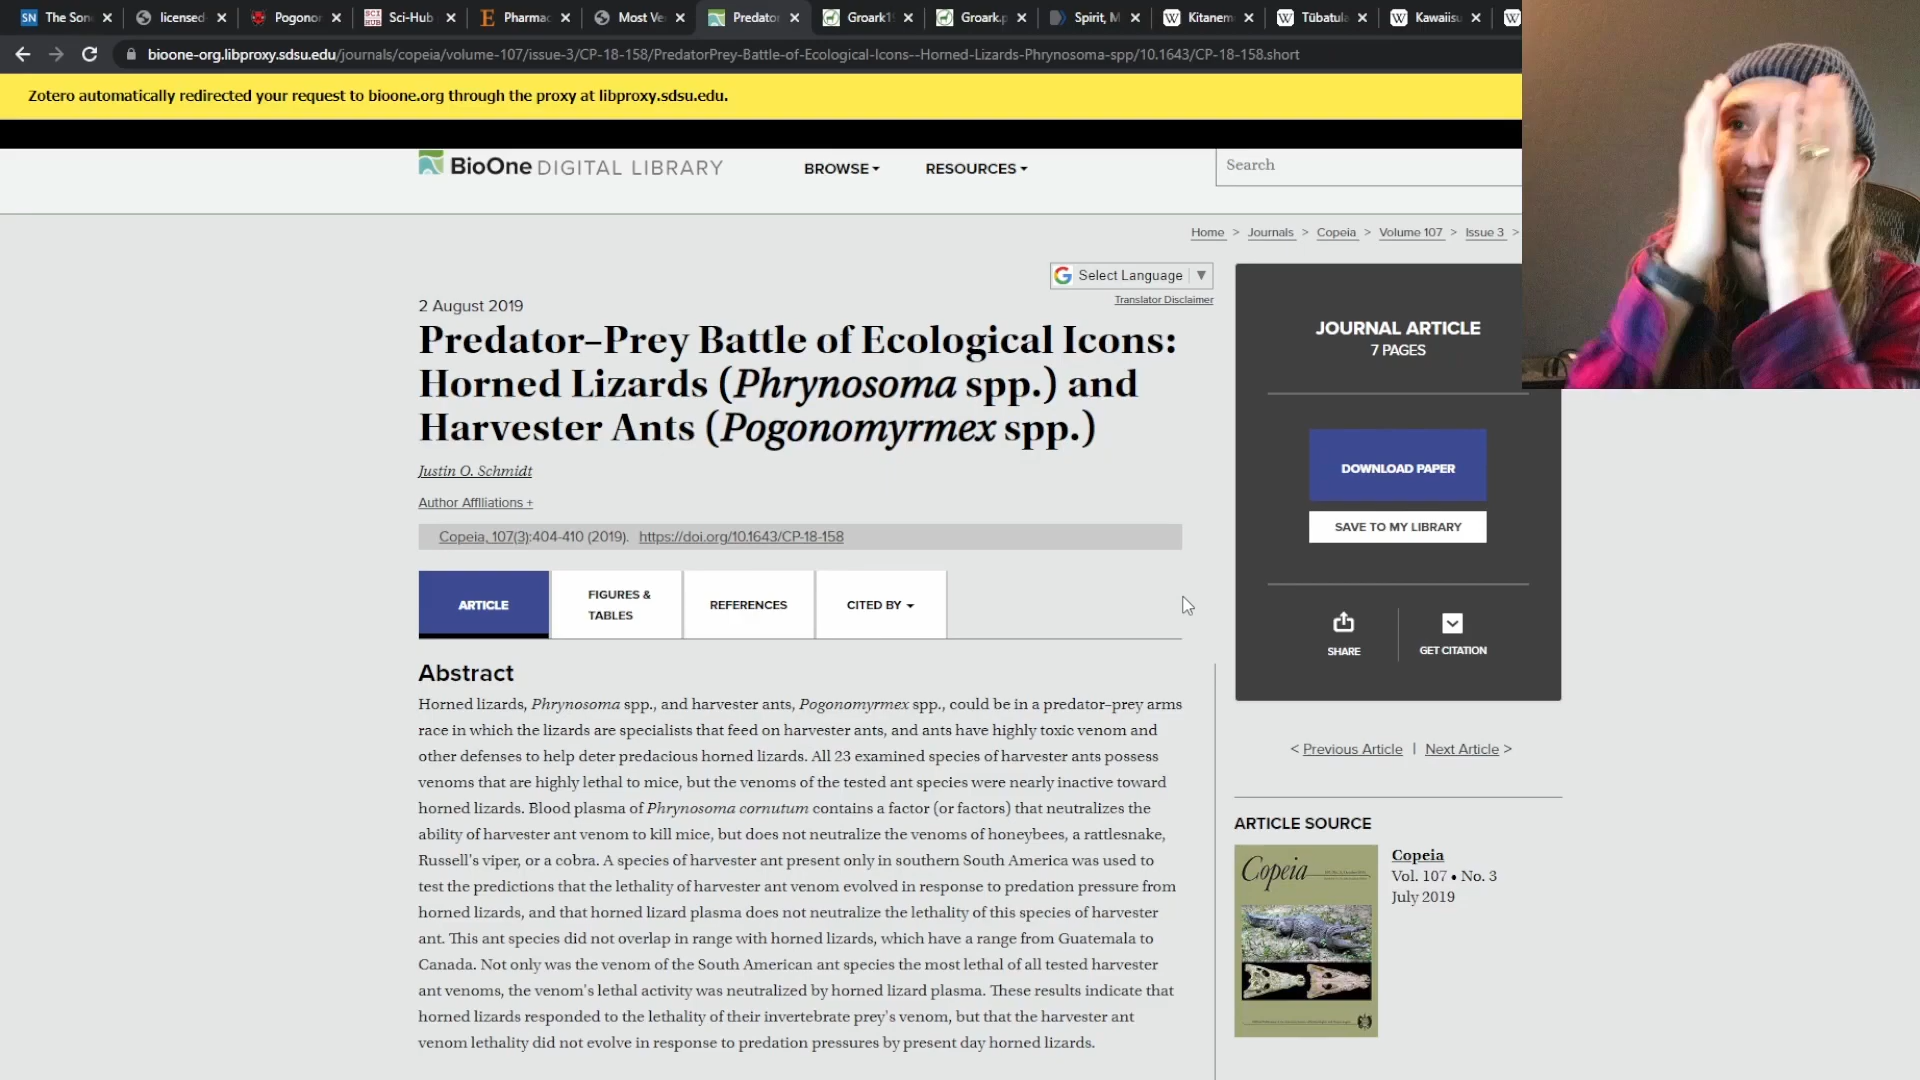 The Son
licensed
Pogonor
Sci-Hub
Pharmac
Most Ve
Predator
Groark1
Groark.p
Spirit, M
Kitanem
Tübatula
Kawaiisu
bioone-org.libproxy.sdsu.edu/journals/copeia/volume-107/issue-3/CP-18-158/PredatorPrey-Battle-of-Ecological-Icons--Horned-Lizards-Phrynosoma-spp/10.1643/CP-18-158.short
Zotero automatically redirected your request to bioone.org through the proxy at libproxy.sdsu.edu.
BioOne DIGITAL LIBRARY
BROWSE
RESOURCES
Search
Home > Journals > Copeia > Volume 107 > Issue 3 >
Select Language
Translator Disclaimer
2 August 2019
Predator–Prey Battle of Ecological Icons:
Horned Lizards (Phrynosoma spp.) and
Harvester Ants (Pogonomyrmex spp.)
Justin O. Schmidt
Author Affiliations +
Copeia, 107(3):404-410 (2019). https://doi.org/10.1643/CP-18-158
ARTICLE
FIGURES &
TABLES
REFERENCES
CITED BY
Abstract
Horned lizards, Phrynosoma spp., and harvester ants, Pogonomyrmex spp., could be in a predator–prey arms
race in which the lizards are specialists that feed on harvester ants, and ants have highly toxic venom and
other defenses to help deter predacious horned lizards. All 23 examined species of harvester ants possess
venoms that are highly lethal to mice, but the venoms of the tested ant species were nearly inactive toward
horned lizards. Blood plasma of Phrynosoma cornutum contains a factor (or factors) that neutralizes the
ability of harvester ant venom to kill mice, but does not neutralize the venoms of honeybees, a rattlesnake,
Russell's viper, or a cobra. A species of harvester ant present only in southern South America was used to
test the predictions that the lethality of harvester ant venom evolved in response to predation pressure from
horned lizards, and that horned lizard plasma does not neutralize the lethality of this species of harvester
ant. This ant species did not overlap in range with horned lizards, which have a range from Guatemala to
Canada. Not only was the venom of the South American ant species the most lethal of all tested harvester
ant venoms, the venom's lethal activity was neutralized by horned lizard plasma. These results indicate that
horned lizards responded to the lethality of their invertebrate prey's venom, but that the harvester ant
venom lethality did not evolve in response to predation pressures by present day horned lizards.
JOURNAL ARTICLE
7 PAGES
DOWNLOAD PAPER
SAVE TO MY LIBRARY
SHARE
GET CITATION
< Previous Article | Next Article >
ARTICLE SOURCE
Copeia
Copeia
Vol. 107 • No. 3
July 2019